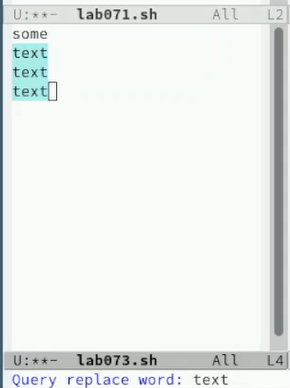 U:**-  lab071.sh      All   L2
some
text
text
text
U:**-  lab073.sh      All   L4
Query replace word: text